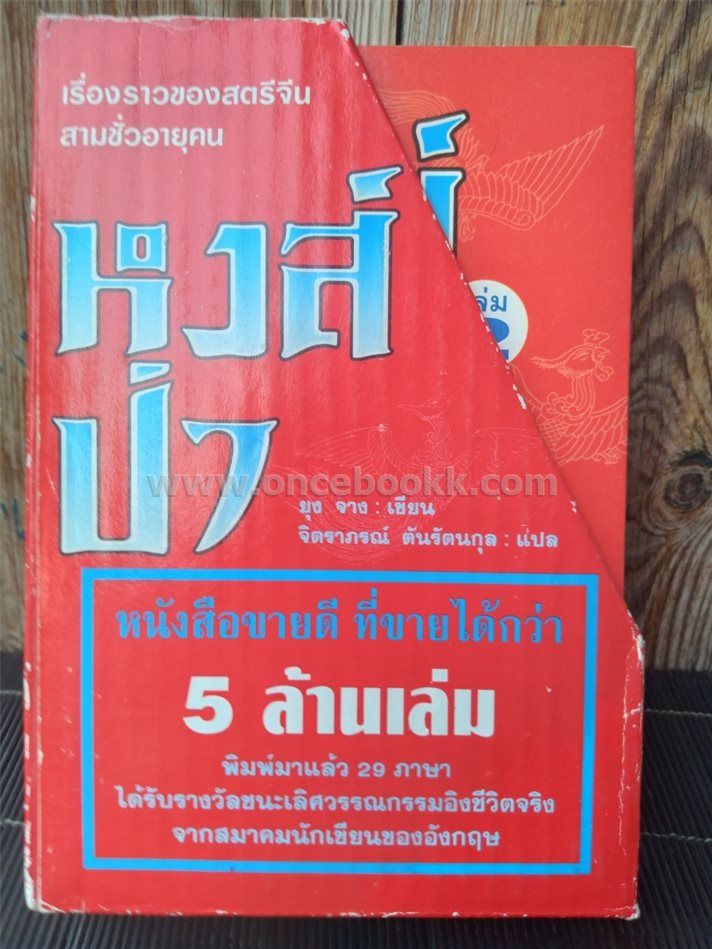 เรื่องราวของสตรีจีน
สามชั่วอายุคน
หงส์
ป่า
เล่ม
www.oncebookk.com
ยุง จาง : เขียน
จิตราภรณ์ ตันรัตนกุล : แปล
หนังสือขายดี ที่ขายได้กว่า
5 ล้านเล่ม
พิมพ์มาแล้ว 29 ภาษา
ได้รับรางวัลชนะเลิศวรรณกรรมอิงชีวิตจริง
จากสมาคมนักเขียนของอังกฤษ